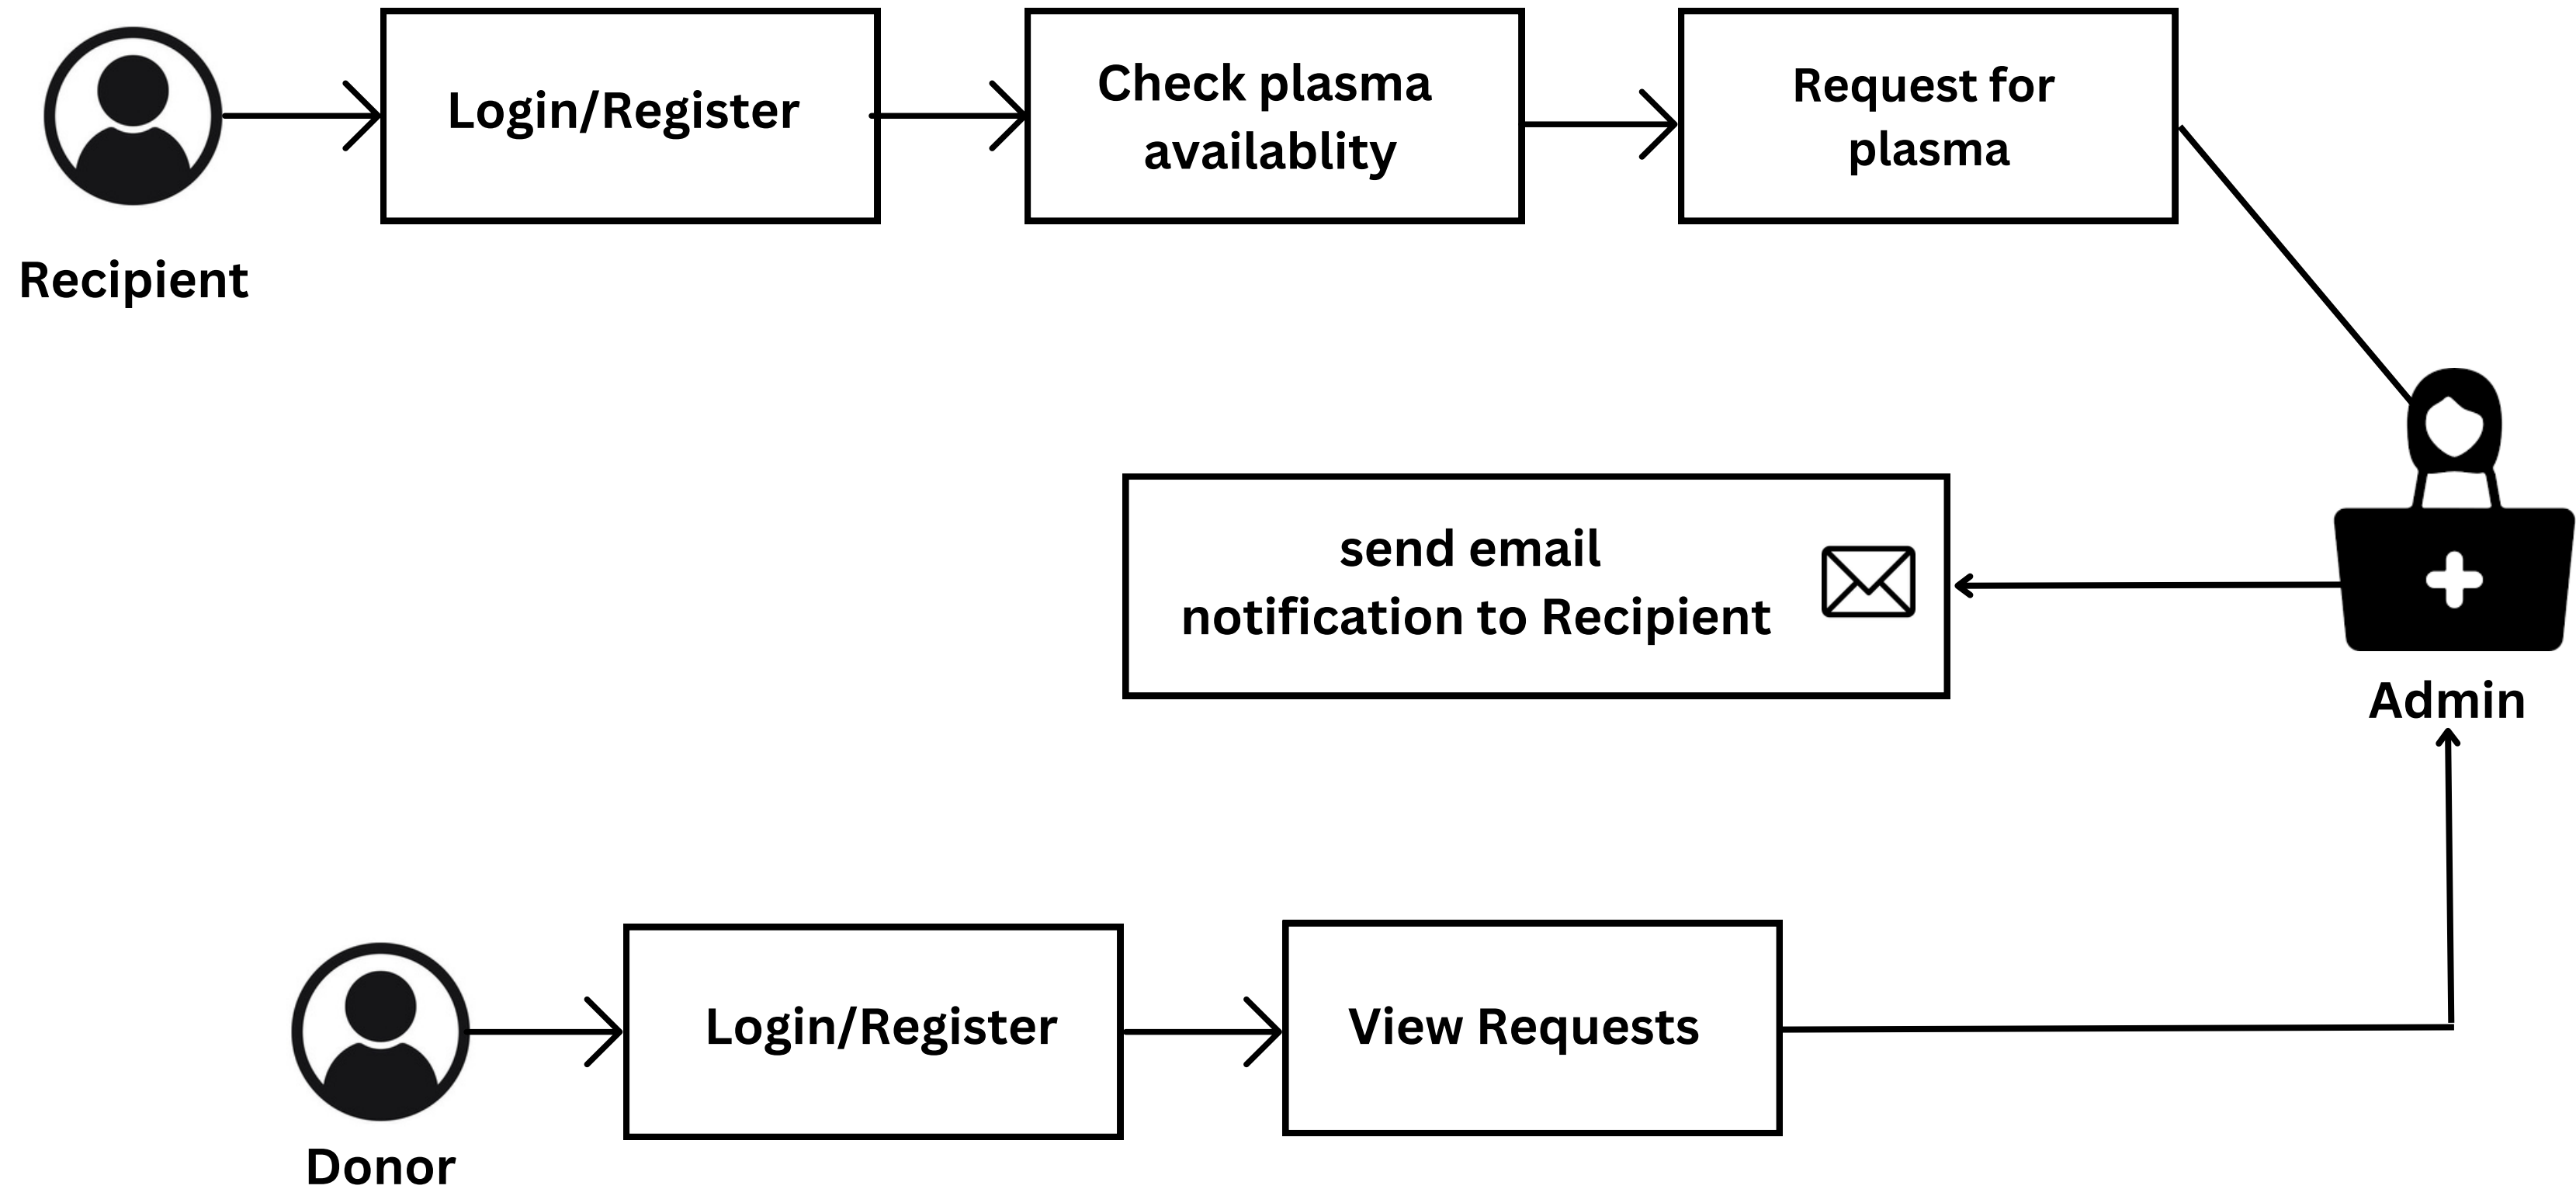 Login/Register
Check plasma
availablity
Request for
plasma
Recipient
send email
notification to Recipient
Admin
Login/Register
View Requests
Donor